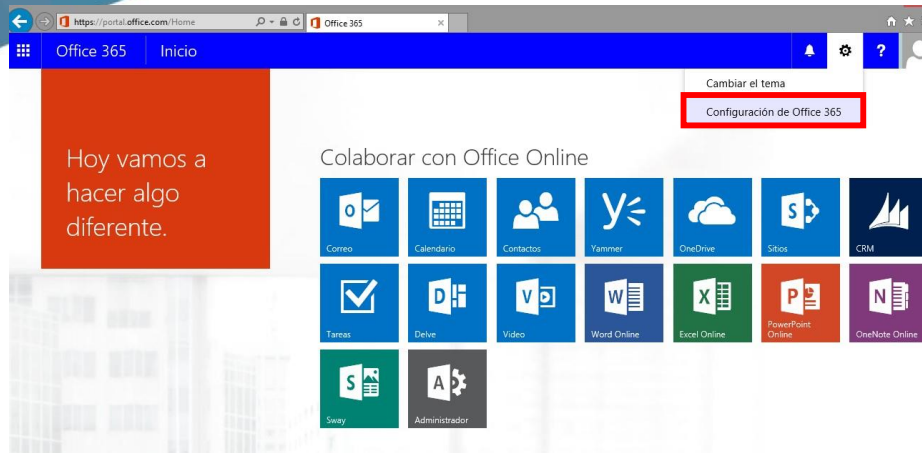 https://portal.office.com/Home
Office 365
Office 365
Inicio
?
Cambiar el tema
Configuración de Office 365
Hoy vamos a
hacer algo
diferente.
Colaborar con Office Online
Correo
Calendario
Contactos
Yammer
OneDrive
Sitios
CRM
Tareas
Delve
Video
Word Online
Excel Online
PowerPoint
Online
OneNote Online
Sway
Administrador